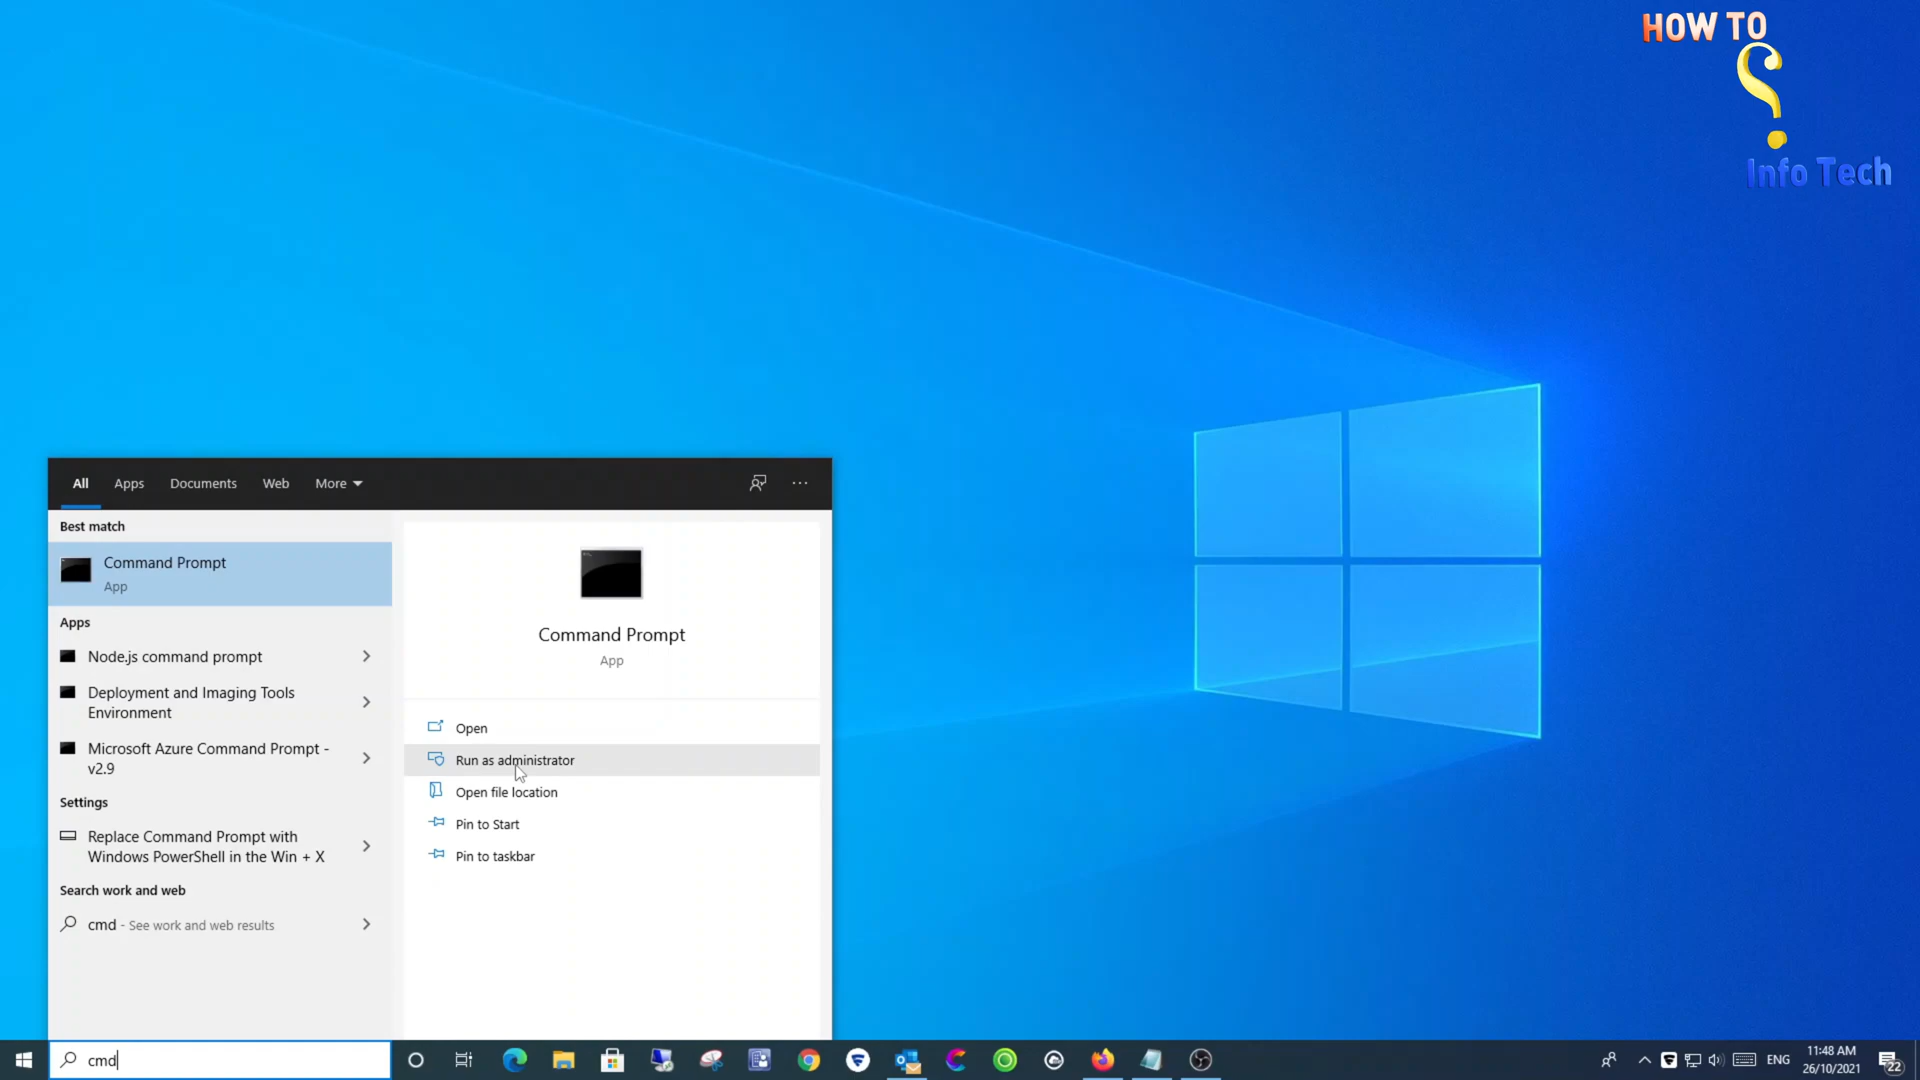 HOW TO
Info Tech
All
Apps
Documents
Web
More
Best match
Command Prompt
App
Apps
Node.js command prompt
Deployment and Imaging Tools
Environment
Microsoft Azure Command Prompt -
v2.9
Settings
Replace Command Prompt with
Windows PowerShell in the Win + X
Search work and web
cmd - See work and web results
Command Prompt
App
Open
Run as administrator
Open file location
Pin to Start
Pin to taskbar
cmd
ENG
11:48 AM
26/10/2021
22